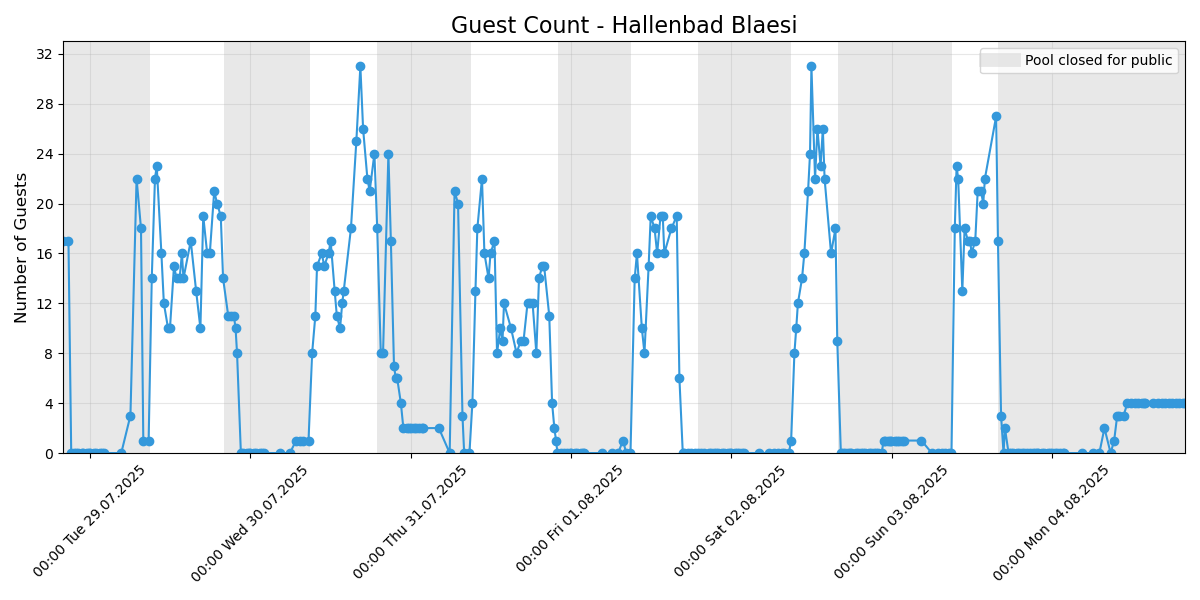 Guest Count - Hallenbad Blaesi
Pool closed for public
Number of Guests
32
28
24
20
16
12
8
4
0
00:00 Tue 29.07.2025
00:00 Wed 30.07.2025
00:00 Thu 31.07.2025
00:00 Fri 01.08.2025
00:00 Sat 02.08.2025
00:00 Sun 03.08.2025
00:00 Mon 04.08.2025